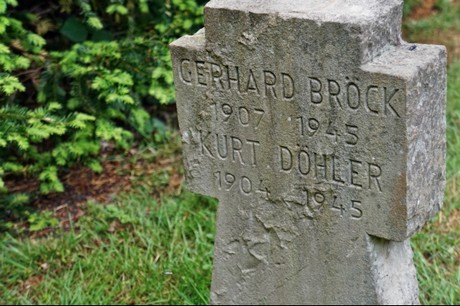 GERHARD BRÖCK
1907 1945
KURT DÖHLER
1904 1945